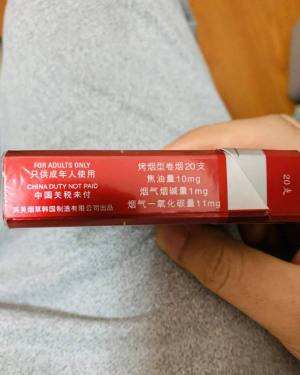 FOR ADULTS ONLY
只供成年人使用
CHINA DUTY NOT PAID
中国关税未付
英美烟草韩国制造有限公司出品
烤烟型卷烟20支
焦油量10mg
烟气烟碱量1mg
烟气一氧化碳量11mg
20支